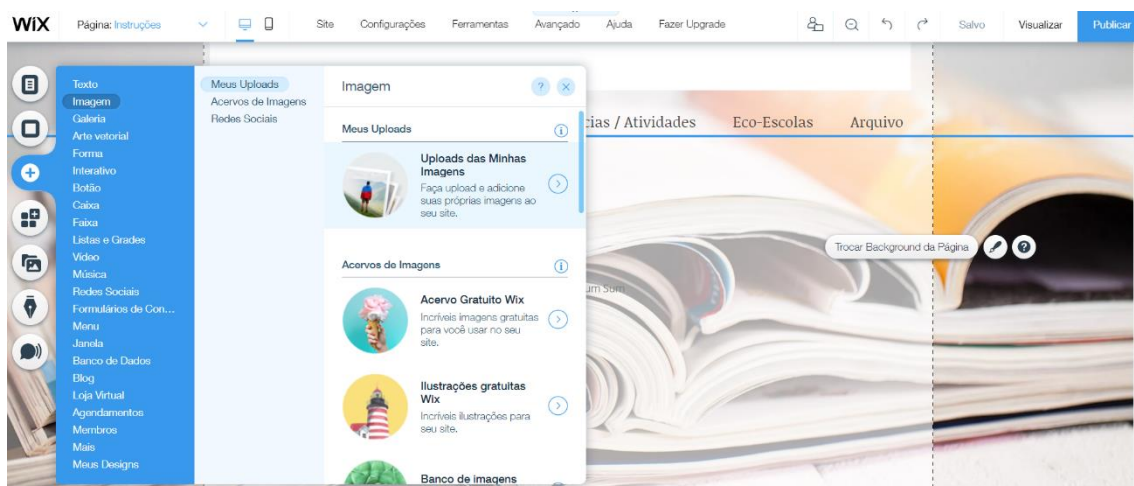 WiX Página: Instruções Site Configurações Ferramentas Avançado Ajuda Fazer Upgrade Salvo Visualizar Publicar
Texto
Imagem
Galeria
Arte vetorial
Forma
Interativo
Botão
Caixa
Faixa
Listas e Grades
Vídeo
Música
Redes Sociais
Formulários de Con...
Menu
Janela
Banco de Dados
Blog
Loja Virtual
Agendamentos
Membros
Mais
Meus Designs
Meus Uploads
Acervos de Imagens
Redes Sociais
Imagem ? ×
Meus Uploads i
Uploads das Minhas
Imagens
Faça upload e adicione
suas próprias imagens ao
seu site.
Acervos de Imagens i
Acervo Gratuito Wix
Incríveis imagens gratuitas
para você usar no seu
site.
Ilustrações gratuitas
Wix
Incríveis ilustrações para
seu site.
Banco de imagens
cias / Atividades Eco-Escolas Arquivo
Trocar Background da Página ?
um Sum